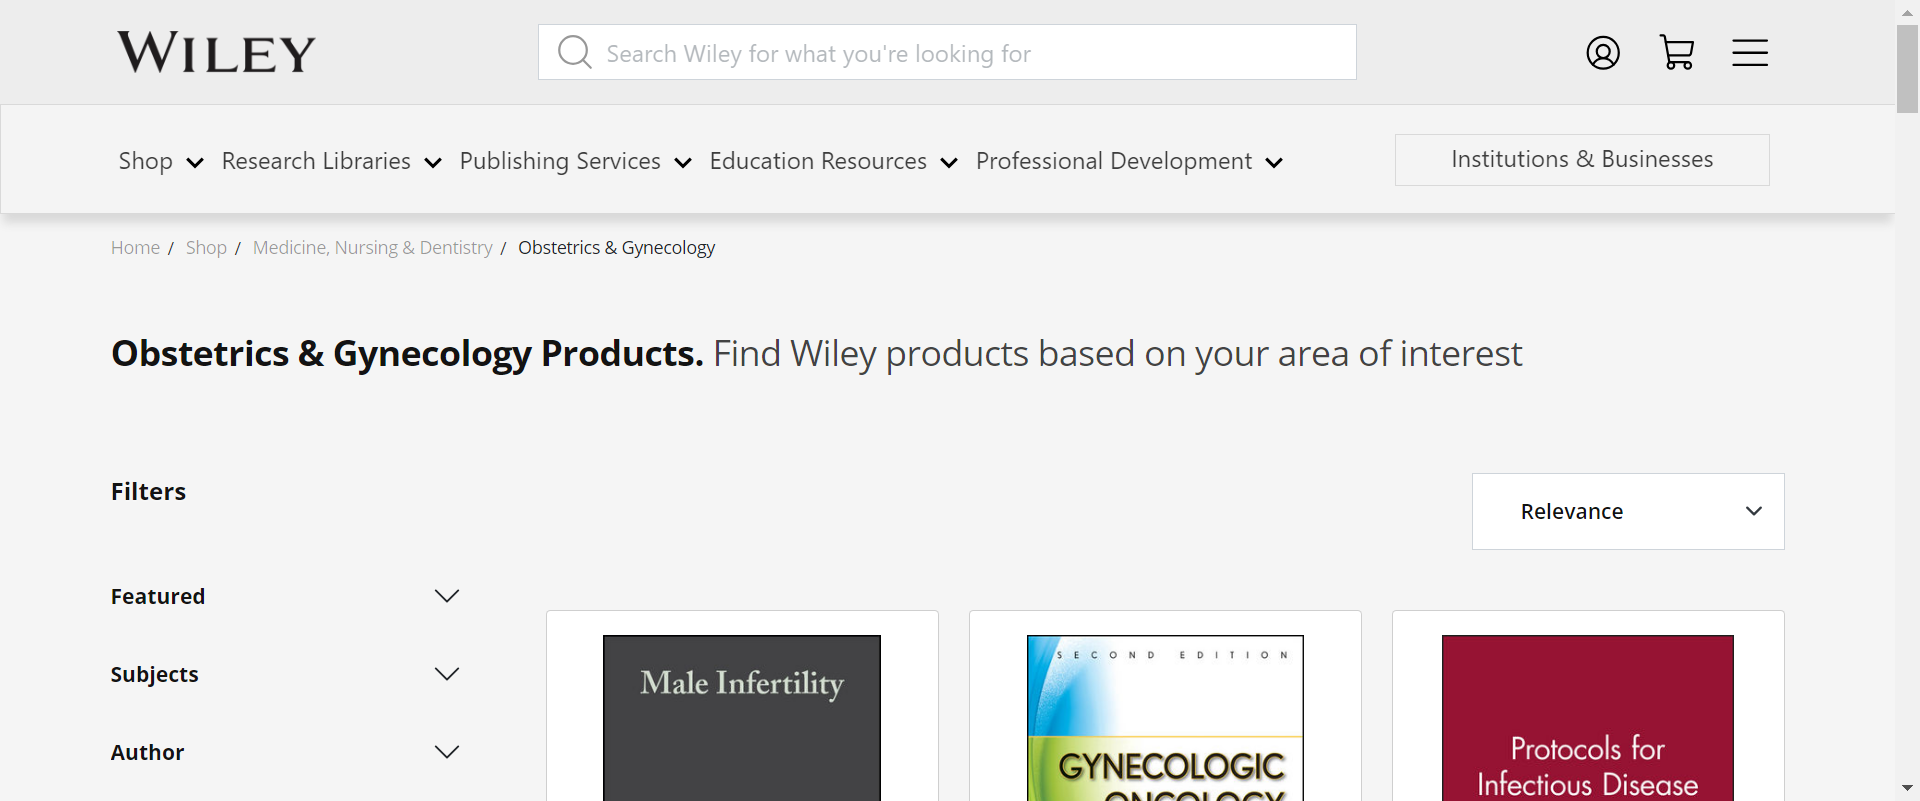 WILEY
Search Wiley for what you're looking for
Shop Research Libraries Publishing Services Education Resources Professional Development Institutions & Businesses
Home / Shop / Medicine, Nursing & Dentistry / Obstetrics & Gynecology
Obstetrics & Gynecology Products. Find Wiley products based on your area of interest
Filters
Relevance
Featured
Subjects
Author
Male Infertility
SECOND EDITION
GYNECOLOGIC
ONCOLOGY
Protocols for
Infectious Disease